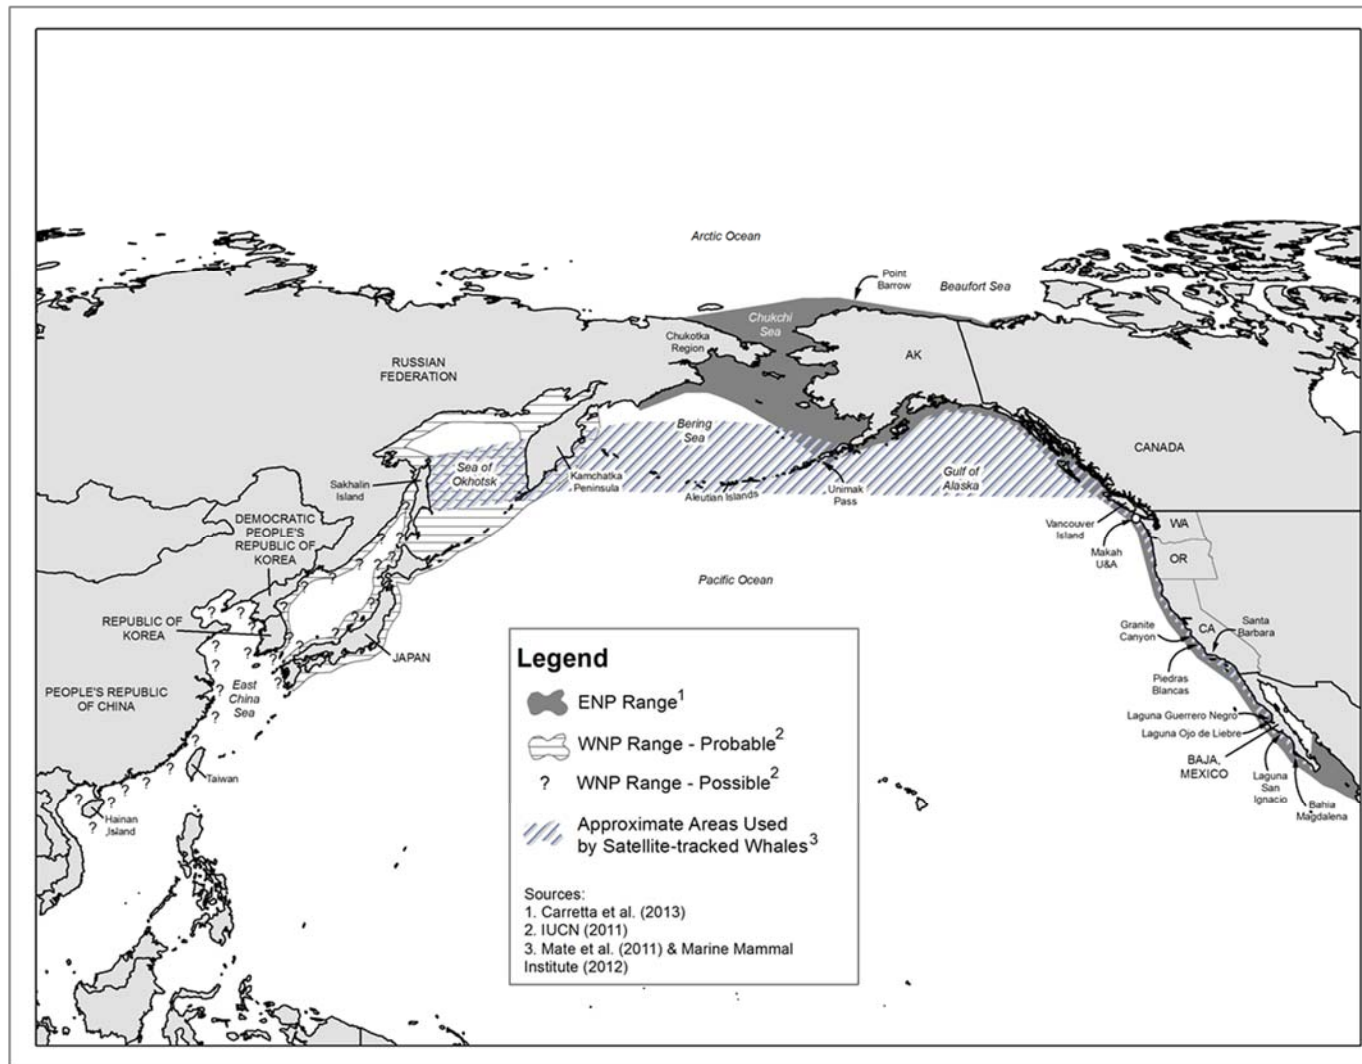 Arctic Ocean
Point
Barrow
Beaufort Sea
Chukchi
Sea
Chukotka
Region
AK
RUSSIAN
FEDERATION
Bering
Sea
CANADA
Sea of
Okhotsk
Kamchatka
Peninsula
Sakhalin
Island
Aleutian Islands
Unimak
Pass
Gulf of
Alaska
DEMOCRATIC
PEOPLE'S
REPUBLIC OF
KOREA
Vancouver
Island
WA
Makah
U&A
OR
Pacific Ocean
REPUBLIC OF
KOREA
JAPAN
Granite
Canyon
CA
Santa
Barbara
Piedras
Blancas
PEOPLE'S REPUBLIC
OF CHINA
East
China
Sea
Laguna Guerrero Negro
Laguna Ojo de Liebre
BAJA,
MEXICO
Laguna
San
Ignacio
Bahia
Magdalena
Taiwan
Hainan
Island
Legend
ENP Range1
WNP Range - Probable2
? WNP Range - Possible2
Approximate Areas Used
by Satellite-tracked Whales3
Sources:
1. Carretta et al. (2013)
2. IUCN (2011)
3. Mate et al. (2011) & Marine Mammal
Institute (2012)